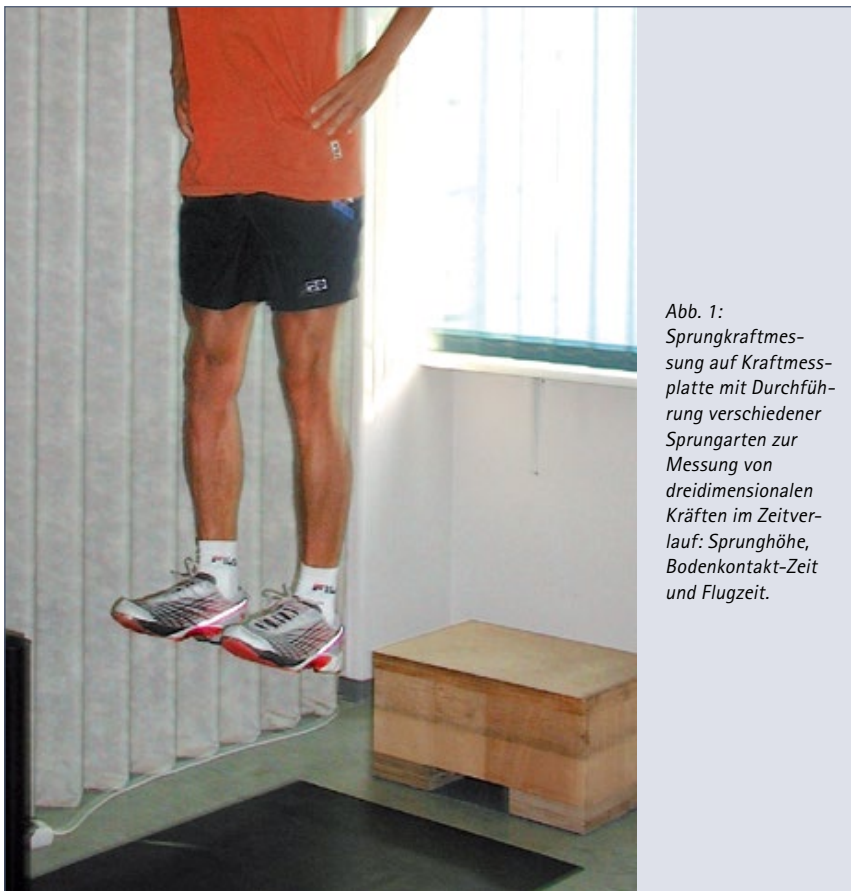 FILA
Abb. 1:
Sprungkraftmes-
sung auf Kraftmess-
platte mit Durchfüh-
rung verschiedener
Sprungarten zur
Messung von
dreidimensionalen
Kräften im Zeitver-
lauf: Sprunghöhe,
Bodenkontakt-Zeit
und Flugzeit.